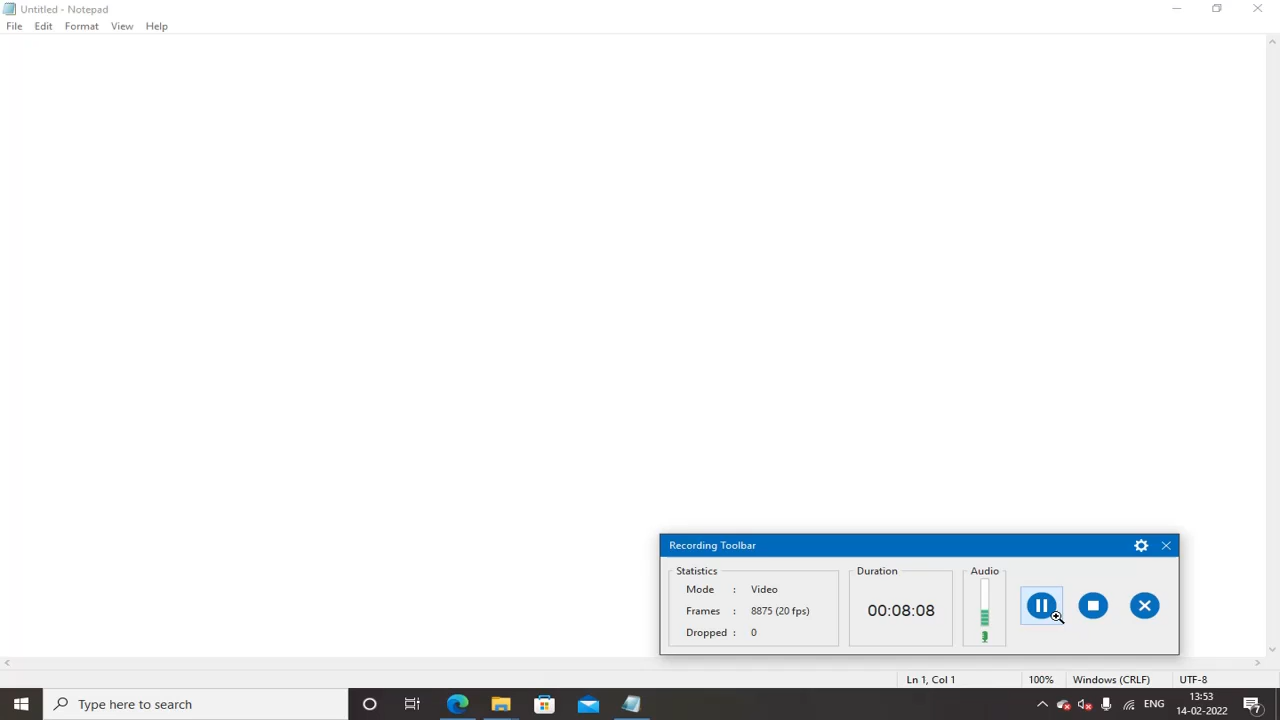 Untitled - Notepad
File Edit Format View Help
Recording Toolbar
Statistics Duration Audio
Mode : Video
Frames : 8875 (20 fps) 00:08:08
Dropped : 0
Ln 1, Col 1 100% Windows (CRLF) UTF-8
Type here to search ENG 13:53
14-02-2022 7